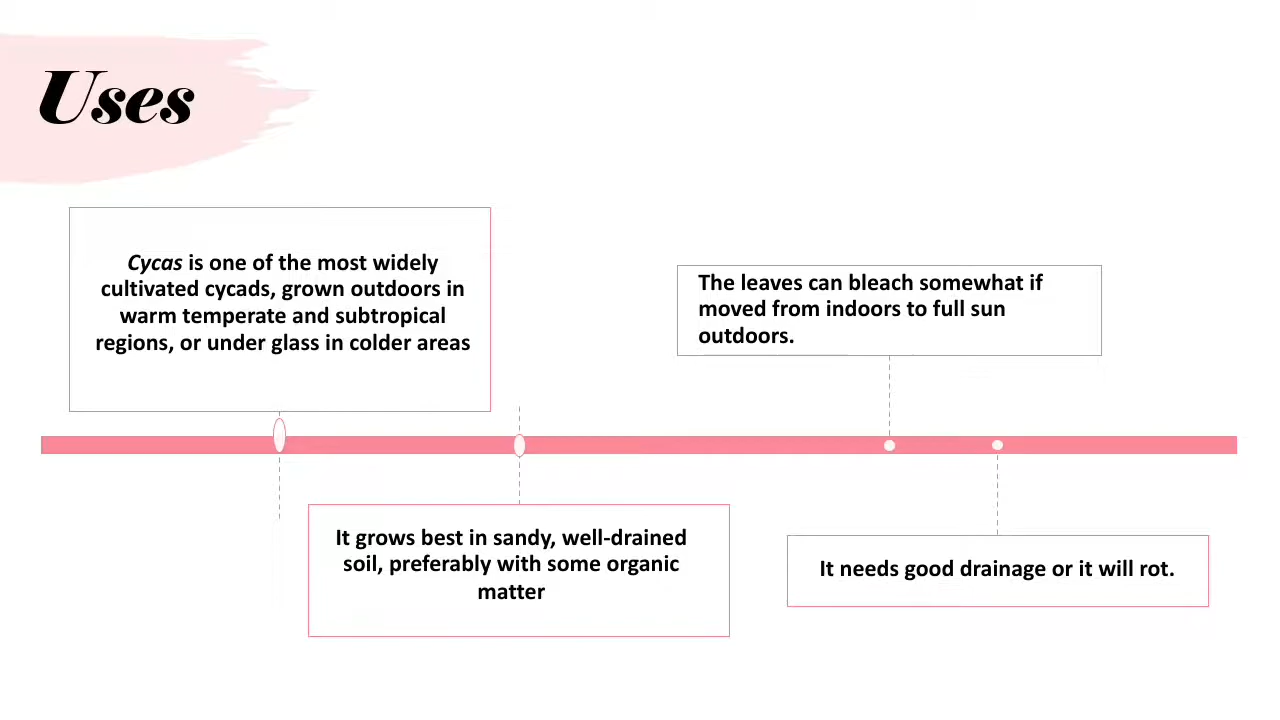 Uses
Cycas is one of the most widely
cultivated cycads, grown outdoors in
warm temperate and subtropical
regions, or under glass in colder areas
The leaves can bleach somewhat if
moved from indoors to full sun
outdoors.
It grows best in sandy, well-drained
soil, preferably with some organic
matter
It needs good drainage or it will rot.